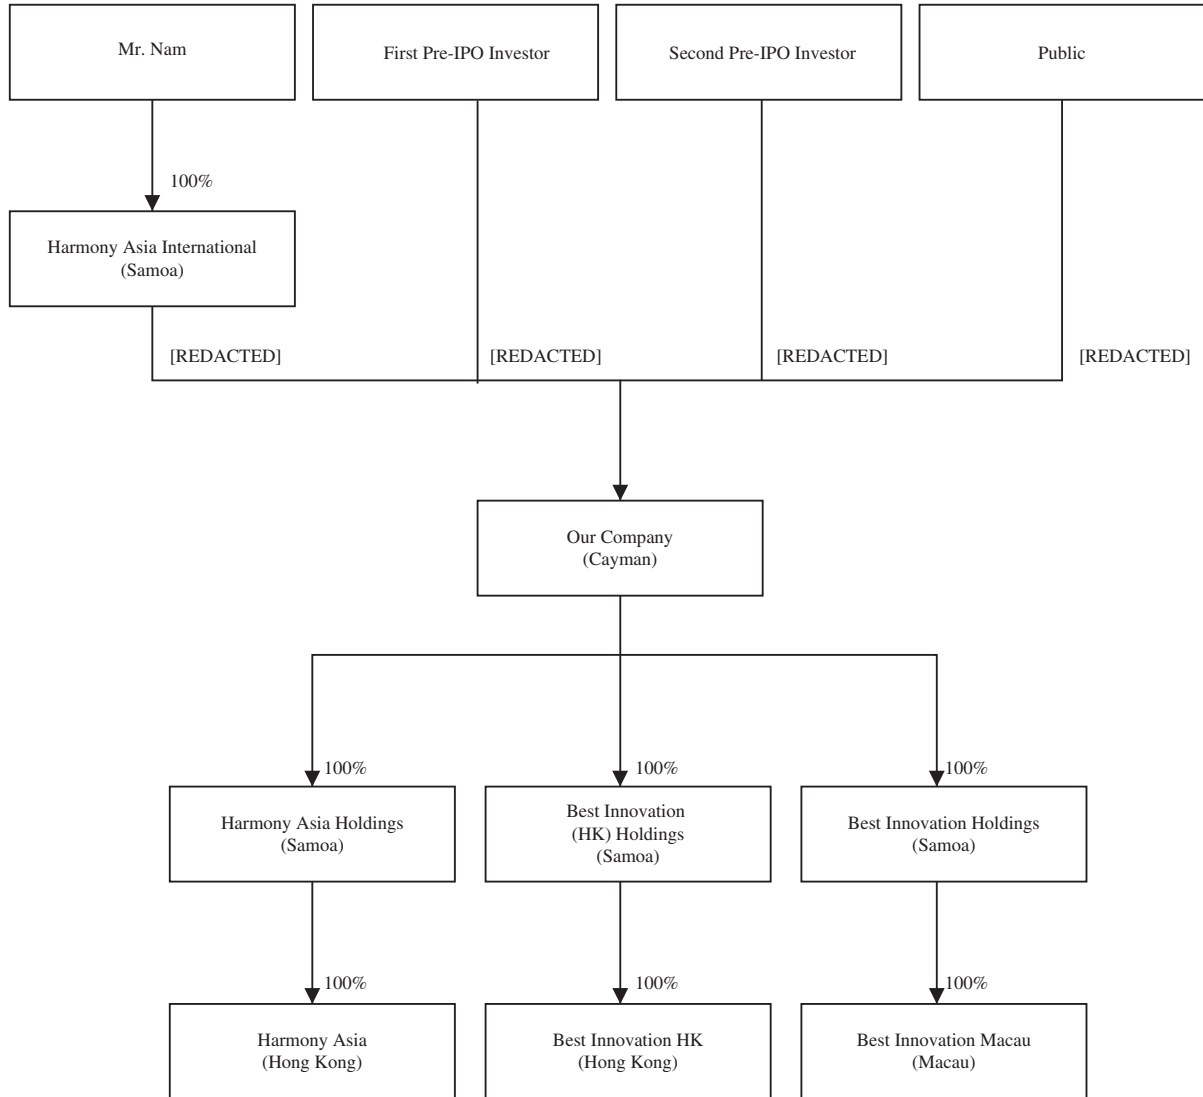 Mr. Nam
First Pre-IPO Investor
Second Pre-IPO Investor
Public
100%
Harmony Asia International
(Samoa)
[REDACTED]
[REDACTED]
[REDACTED]
[REDACTED]
Our Company
(Cayman)
100%
100%
100%
Harmony Asia Holdings
(Samoa)
Best Innovation
(HK) Holdings
(Samoa)
Best Innovation Holdings
(Samoa)
100%
100%
100%
Harmony Asia
(Hong Kong)
Best Innovation HK
(Hong Kong)
Best Innovation Macau
(Macau)